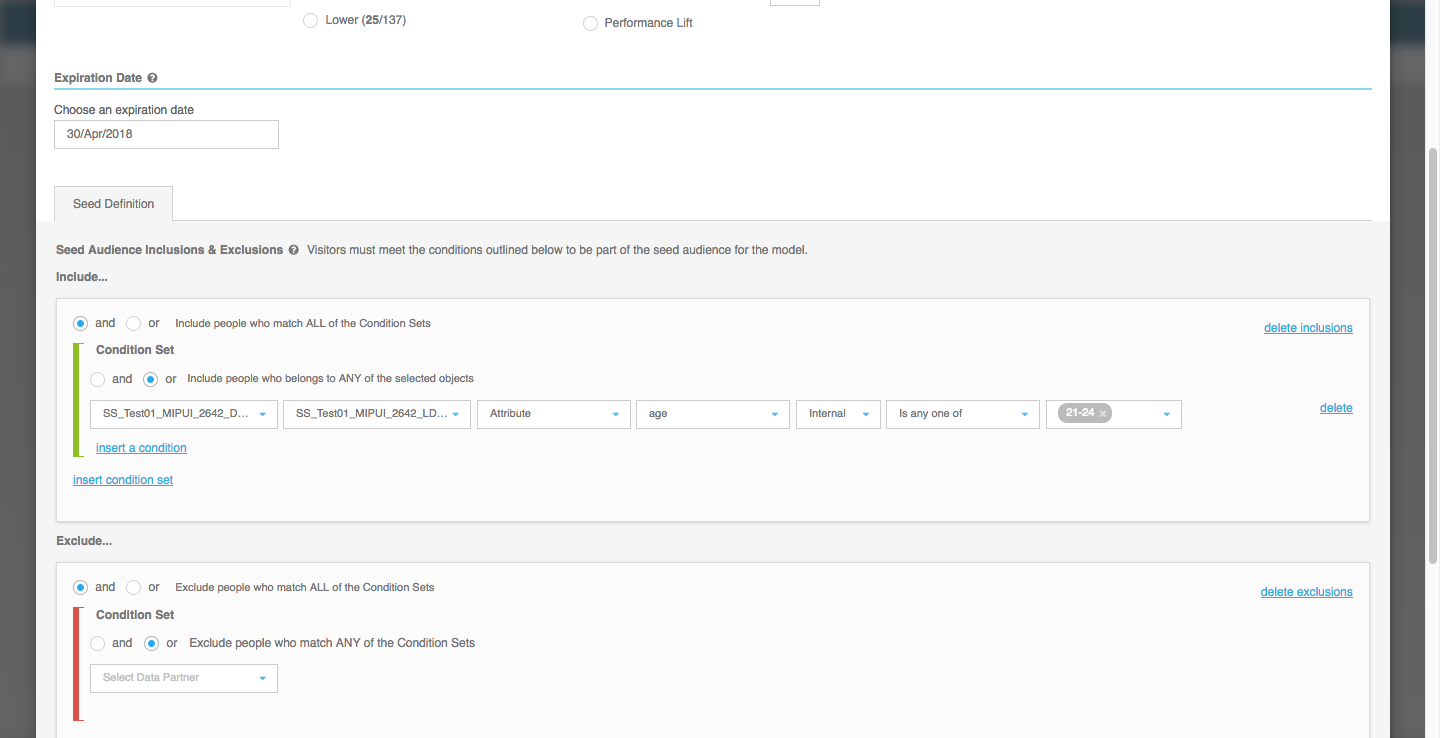 Lower (25/137)
Performance Lift
Expiration Date ?
Choose an expiration date
30/Apr/2018
Seed Definition
Seed Audience Inclusions & Exclusions ? Visitors must meet the conditions outlined below to be part of the seed audience for the model.
Include...
and or Include people who match ALL of the Condition Sets
delete inclusions
Condition Set
and or Include people who belongs to ANY of the selected objects
SS_Test01_MIPUI_2642_D... SS_Test01_MIPUI_2642_LD... Attribute age Internal Is any one of 21-24 x delete
insert a condition
insert condition set
Exclude...
and or Exclude people who match ALL of the Condition Sets
delete exclusions
Condition Set
and or Exclude people who match ANY of the Condition Sets
Select Data Partner